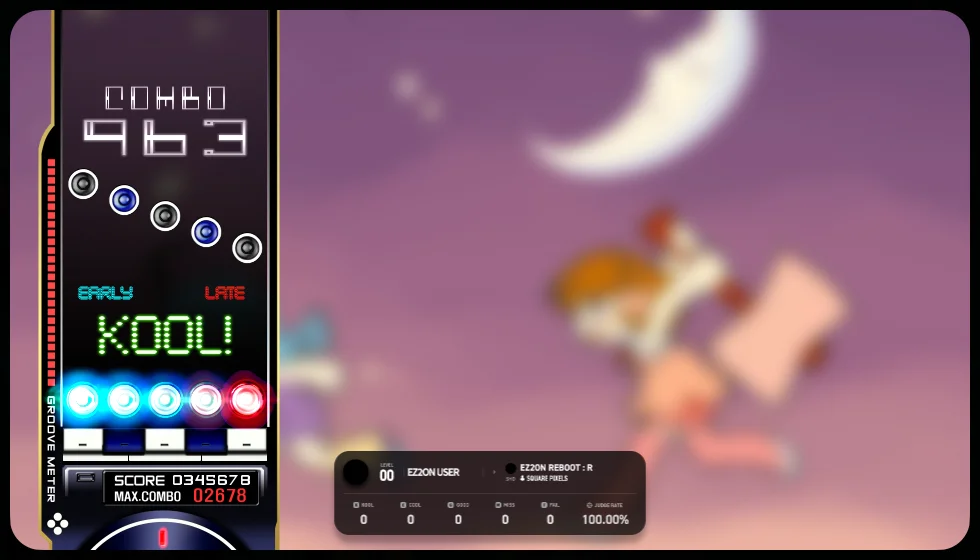 COMBO
963
EARLY LATE
KOOL!
GROOVE METER
SCORE 0345678
MAX.COMBO 02678
LEVEL
00 EZ2ON USER
EZ2ON REBOOT : R
SQUARE PIXELS
KOOL COOL GOOD MISS FAIL JUDGE RATE
0 0 0 0 0 100.00%